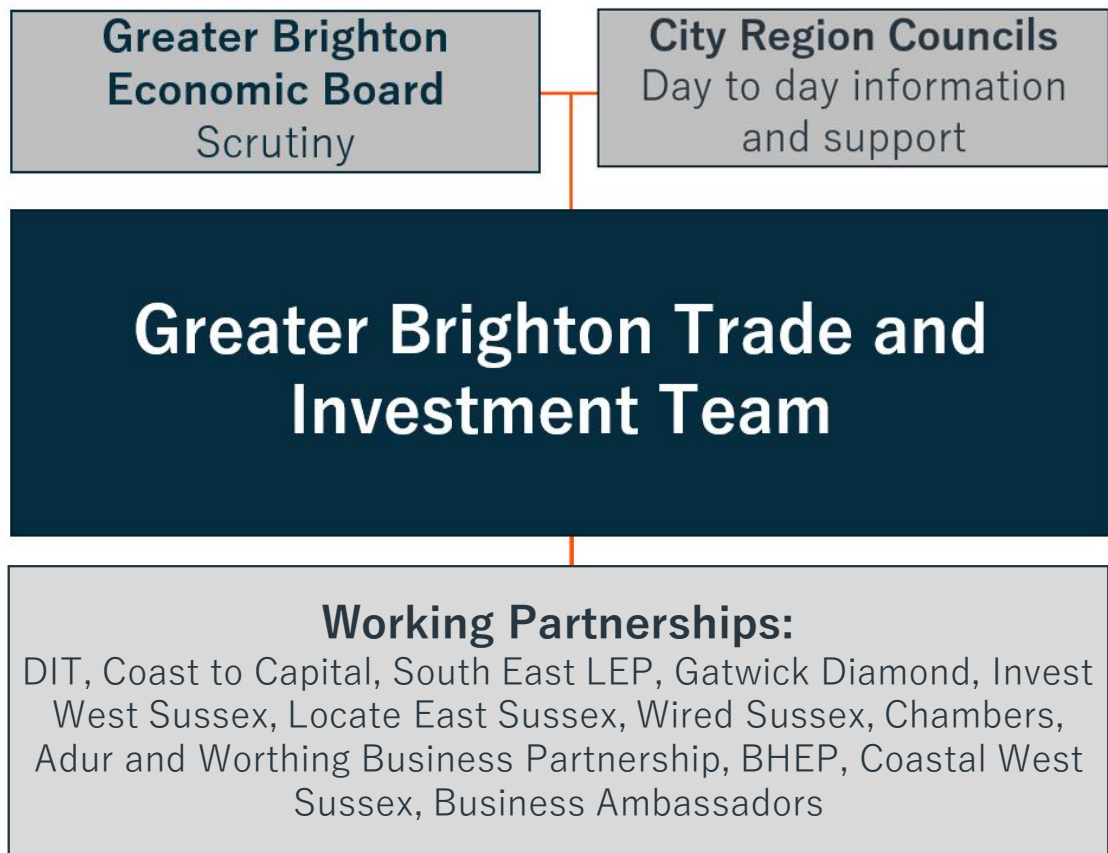 Greater Brighton
Economic Board
Scrutiny
City Region Councils
Day to day information
and support
Greater Brighton Trade and
Investment Team
Working Partnerships:
DIT, Coast to Capital, South East LEP, Gatwick Diamond, Invest
West Sussex, Locate East Sussex, Wired Sussex, Chambers,
Adur and Worthing Business Partnership, BHEP, Coastal West
Sussex, Business Ambassadors